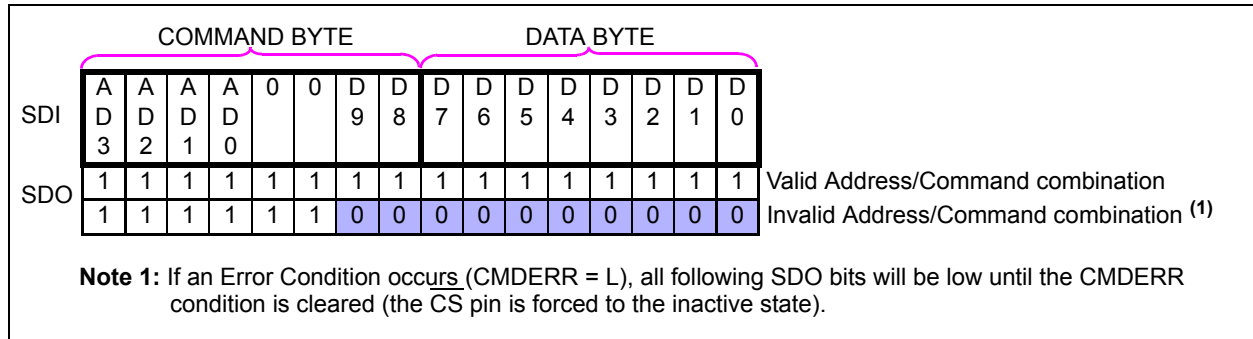 COMMAND BYTE DATA BYTE
SDI A D 3 A D 2 A D 1 A D 0 0 0 D 9 D 8 D 7 D 6 D 5 D 4 D 3 D 2 D 1 D 0
SDO 1 1 1 1 1 1 1 1 1 1 1 1 1 1 1 1 Valid Address/Command combination
1 1 1 1 1 1 0 0 0 0 0 0 0 0 0 0 Invalid Address/Command combination (1)
Note 1: If an Error Condition occurs (CMDERR = L), all following SDO bits will be low until the CMDERR
condition is cleared (the CS pin is forced to the inactive state).